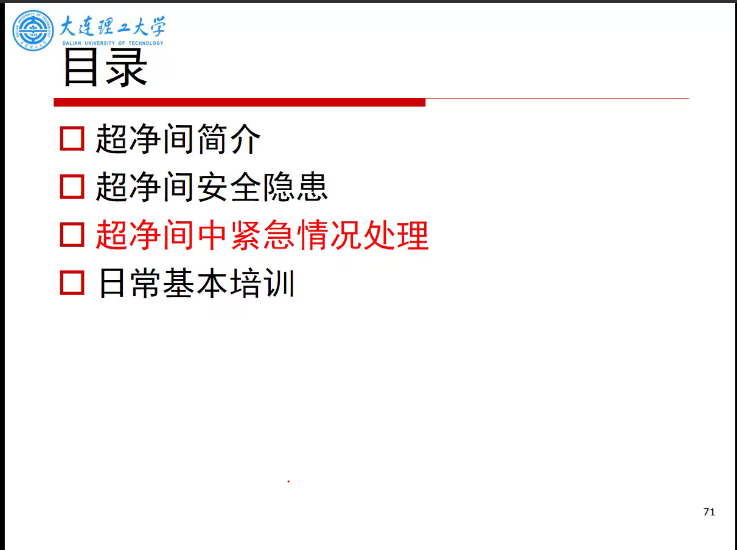 大连理工大学
DALIAN UNIVERSITY OF TECHNOLOGY
目录
超净间简介
超净间安全隐患
超净间中紧急情况处理
日常基本培训
71